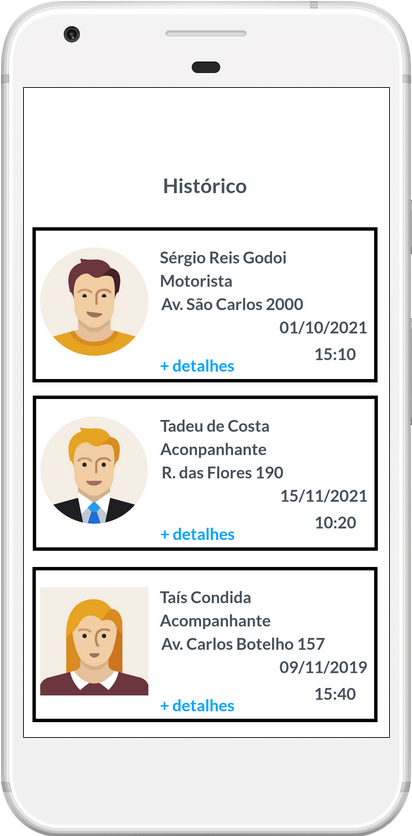 Histórico
Sérgio Reis Godoi
Motorista
Av. São Carlos 2000
01/10/2021
15:10
+ detalhes
Tadeu de Costa
Aconpanhante
R. das Flores 190
15/11/2021
10:20
+ detalhes
Taís Condida
Acompanhante
Av. Carlos Botelho 157
09/11/2019
15:40
+ detalhes